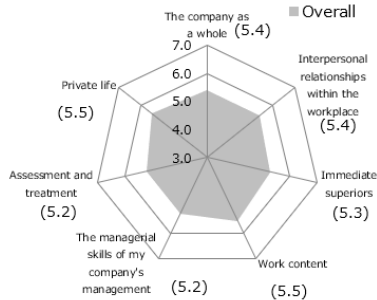 Overall
The company as
a whole
(5.4)
7.0
6.0
5.0
4.0
3.0
Interpersonal
relationships
within the
workplace
(5.4)
Immediate
superiors
(5.3)
Work content
(5.5)
The managerial
skills of my
company's
management
(5.2)
Assessment and
treatment
(5.2)
Private life
(5.5)